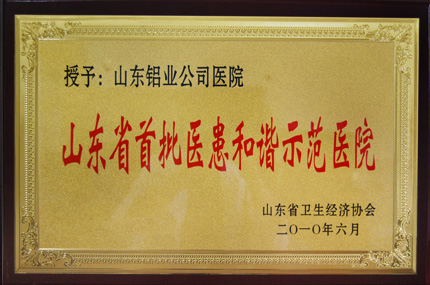 授予：山东铝业公司医院
山东省首批医患和谐示范医院
山东省卫生经济协会
二〇一〇年六月